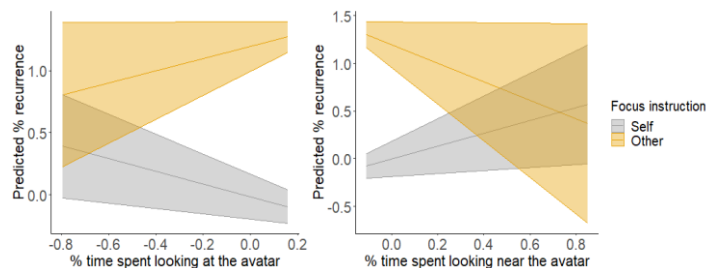 Predicted % recurrence
1.0
0.5
0.0
-0.8 -0.6 -0.4 -0.2 0.0
% time spent looking at the avatar
Predicted % recurrence
1.5
1.0
0.5
0.0
-0.5
0.0 0.2 0.4 0.6 0.8
% time spent looking near the avatar
Focus instruction
Self
Other